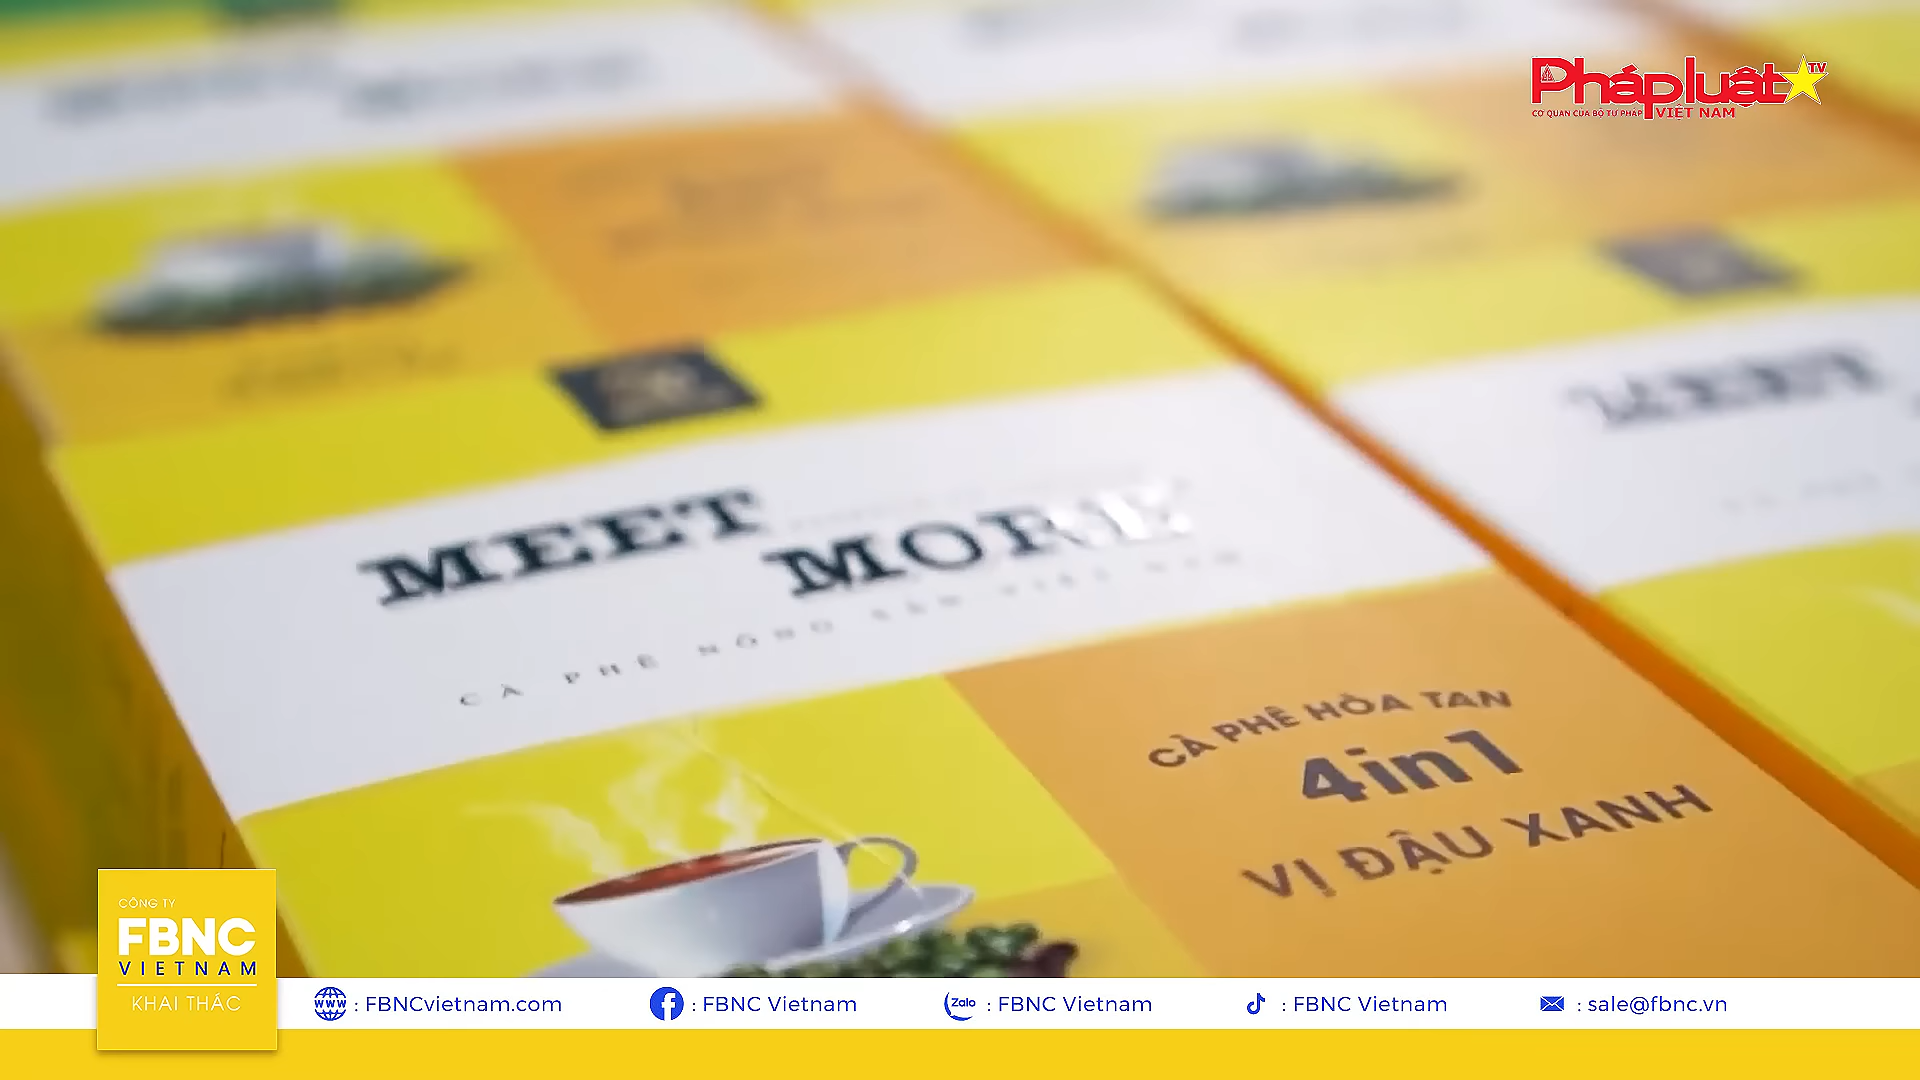 Phápluật TV
CƠ QUAN CỦA BỘ TƯ PHÁP VIỆT NAM
MEET
MEET
MORE
CÀ PHÊ NÔNG SẢN VIỆT NAM
CÀ PHÊ HÒA TAN
4in1
VỊ ĐẬU XANH
CÔNG TY
FBNC
VIETNAM
KHAI THÁC
www : FBNCvietnam.com
: FBNC Vietnam
Zalo : FBNC Vietnam
: FBNC Vietnam
: sale@fbnc.vn